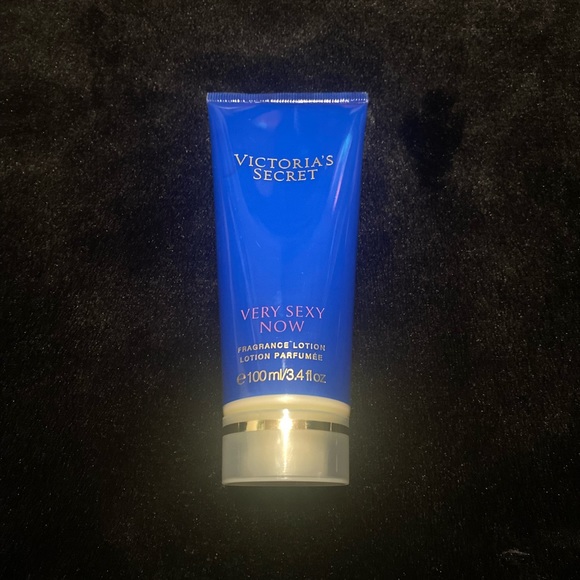 VICTORIA'S
SECRET
VERY SEXY
NOW
FRAGRANCE LOTION
LOTION PARFUMÉE
℮100 ml/3.4 fl oz